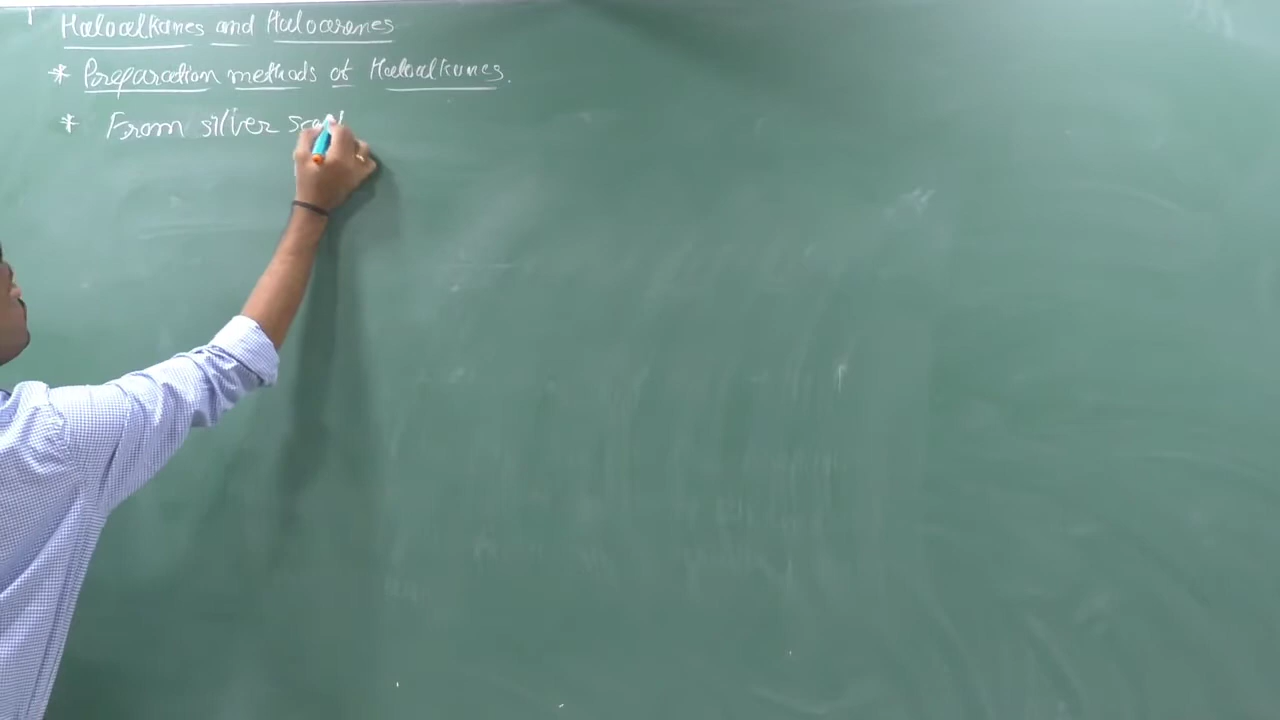 Haloalkanes and Haloarenes
* Preparation methods of Haloalkanes.
* From silver